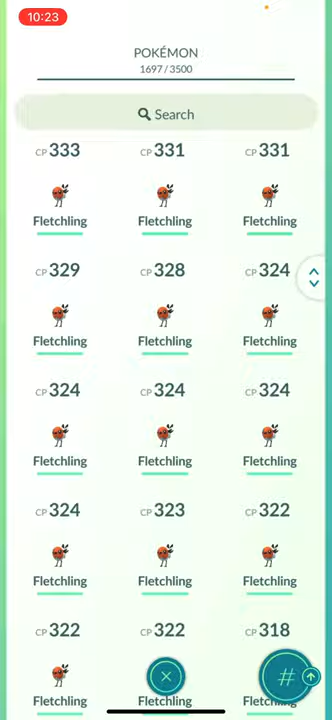 10:23
POKÉMON
1697 / 3500
Search
CP 333 CP 331 CP 331
Fletchling Fletchling Fletchling
CP 329 CP 328 CP 324
Fletchling Fletchling Fletchling
CP 324 CP 324 CP 324
Fletchling Fletchling Fletchling
CP 324 CP 323 CP 322
Fletchling Fletchling Fletchling
CP 322 CP 322 CP 318
#
Fletchling Fletchling Fletchling